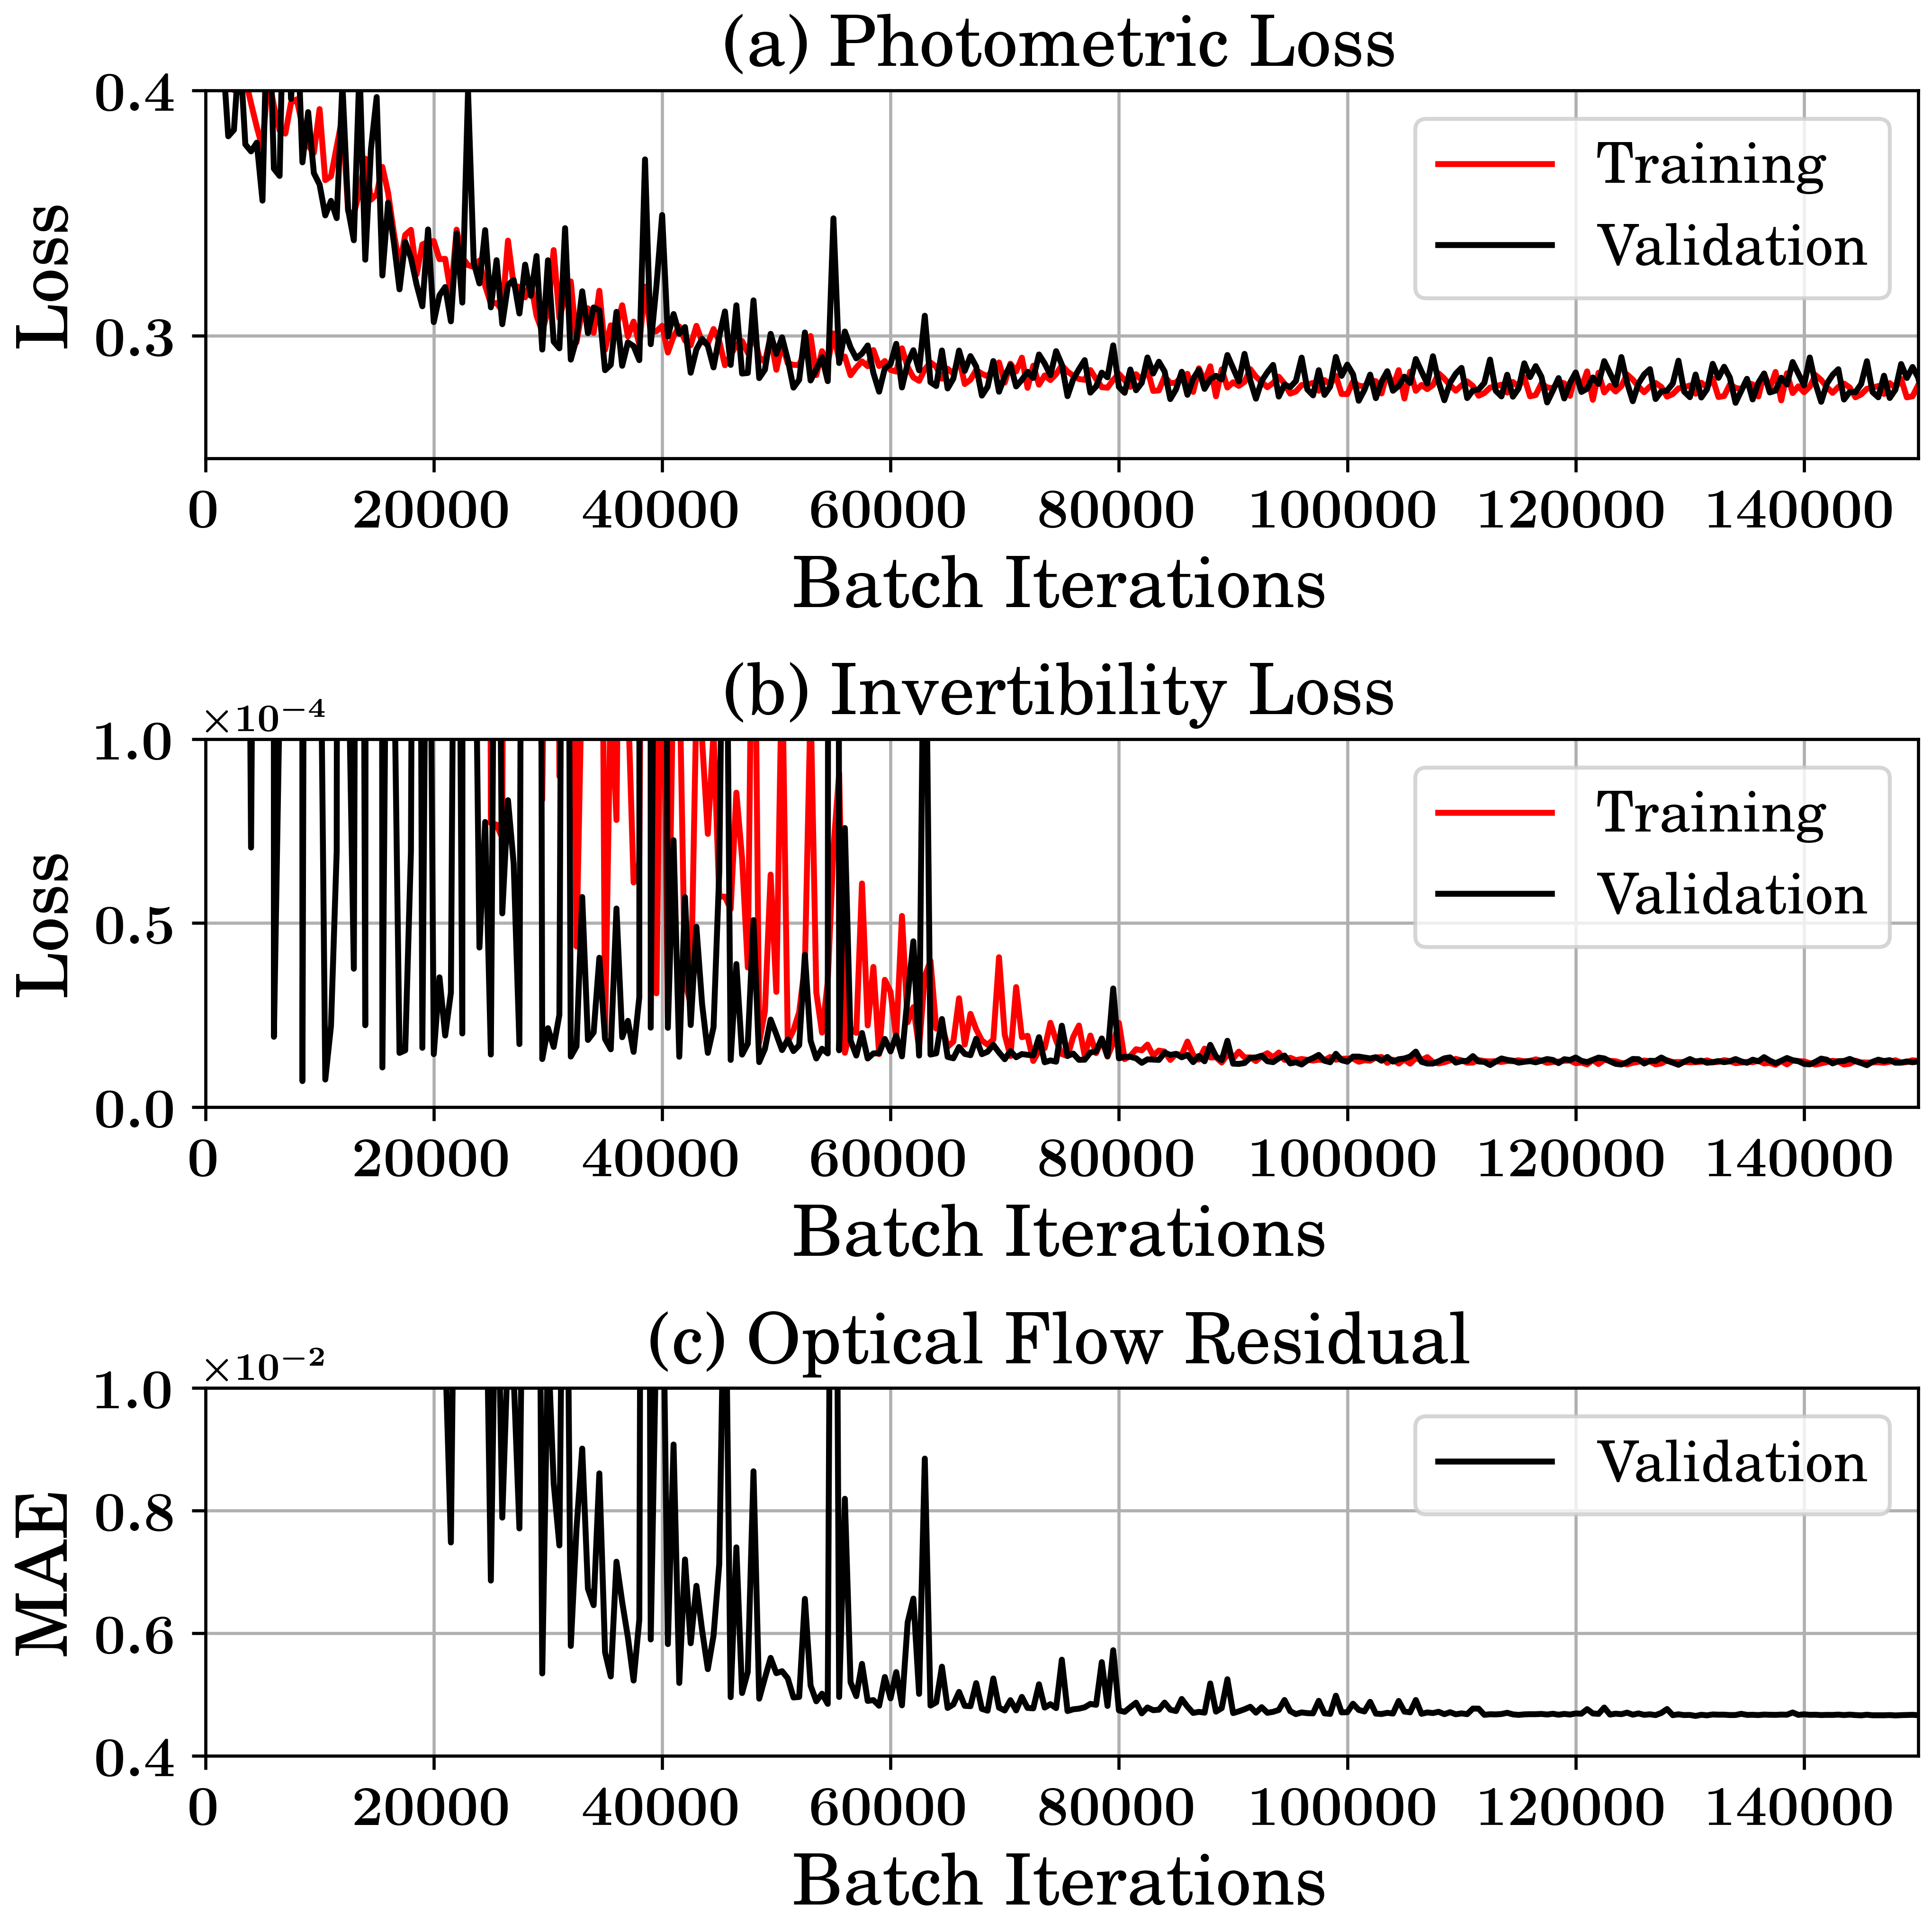 (a) Photometric Loss
0.4
0.3
Loss
Training
Validation
0 20000 40000 60000 80000 100000 120000 140000
Batch Iterations
(b) Invertibility Loss
×10⁻⁴
1.0
0.5
0.0
Loss
Training
Validation
0 20000 40000 60000 80000 100000 120000 140000
Batch Iterations
(c) Optical Flow Residual
×10⁻²
1.0
0.8
0.6
0.4
MAE
Validation
0 20000 40000 60000 80000 100000 120000 140000
Batch Iterations